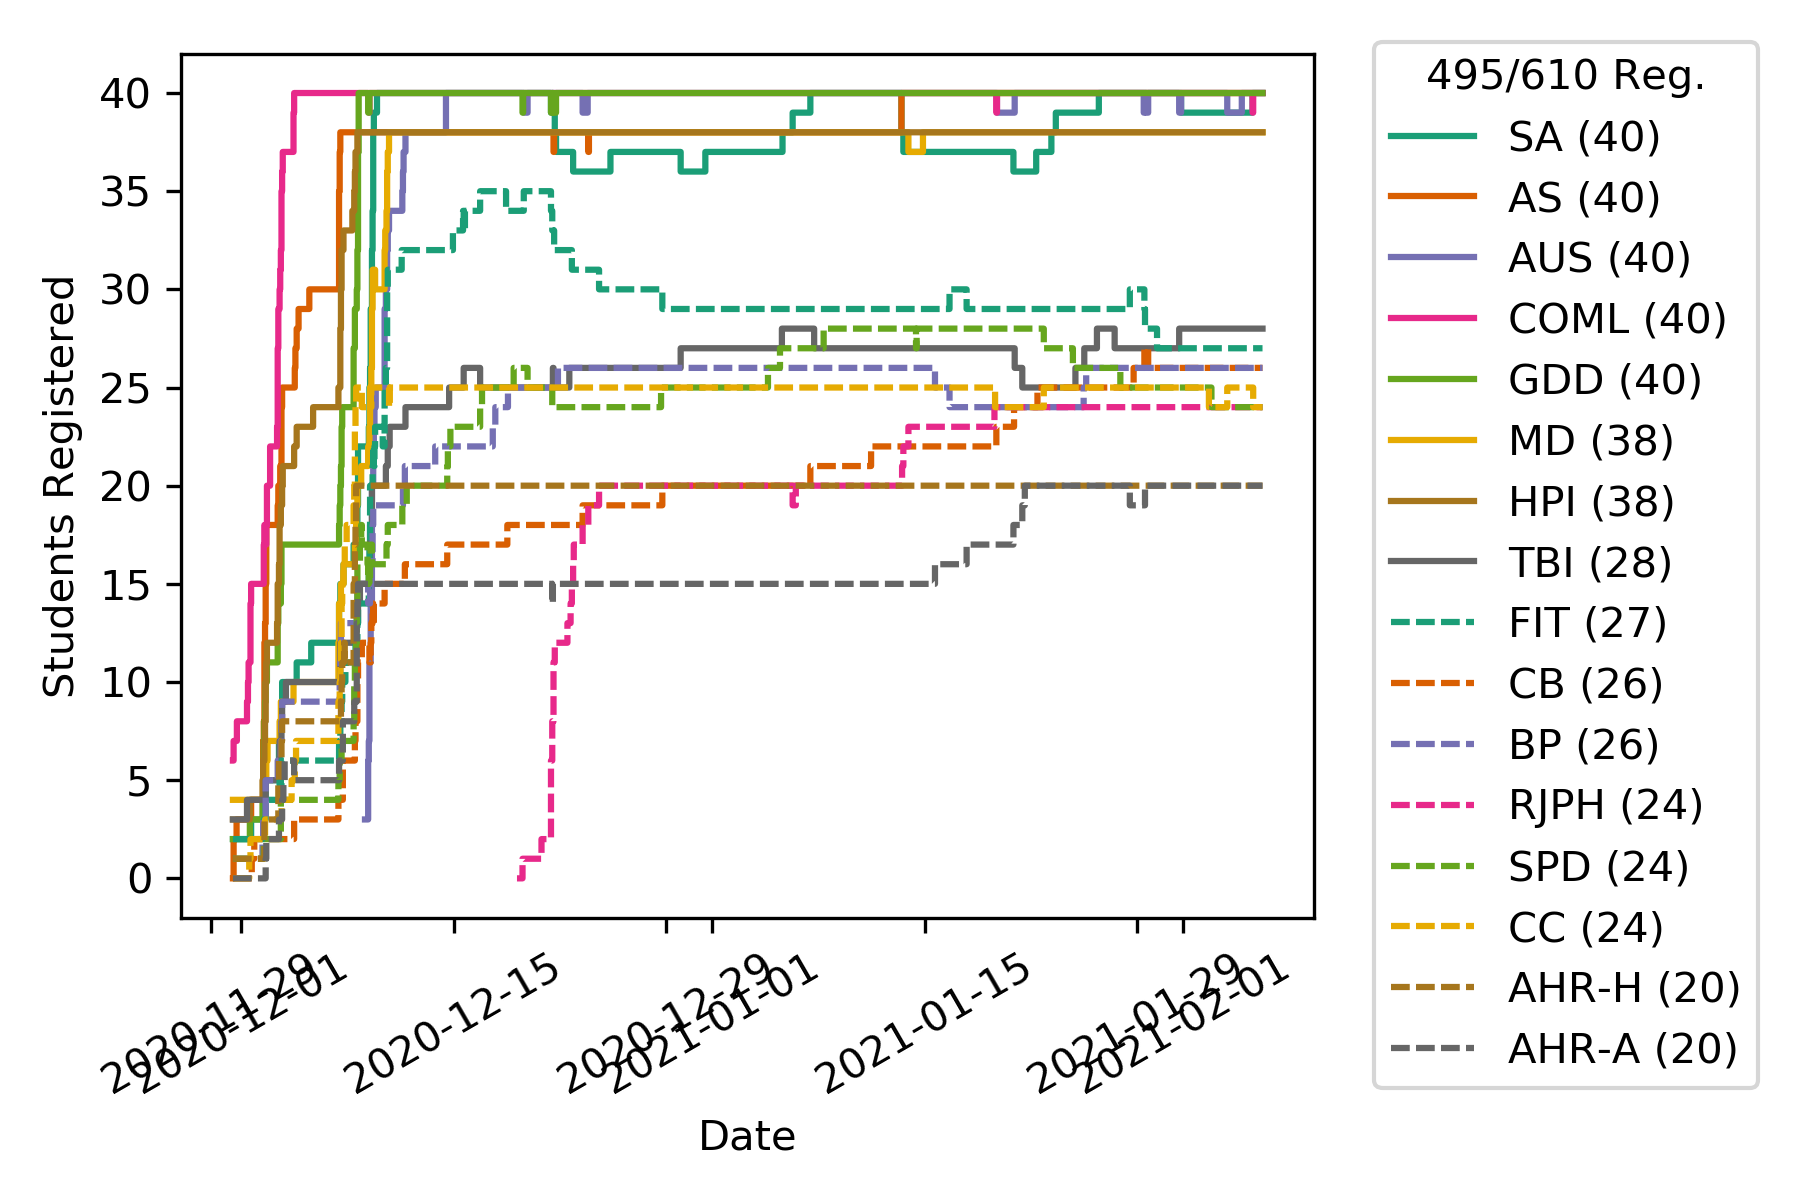 495/610 Reg.
SA (40)
AS (40)
AUS (40)
COML (40)
GDD (40)
MD (38)
HPI (38)
TBI (28)
FIT (27)
CB (26)
BP (26)
RJPH (24)
SPD (24)
CC (24)
AHR-H (20)
AHR-A (20)
Students Registered
40
35
30
25
20
15
10
5
0
2020-11-29
2020-12-01
2020-12-15
2020-12-29
2021-01-01
2021-01-15
2021-01-29
2021-02-01
Date